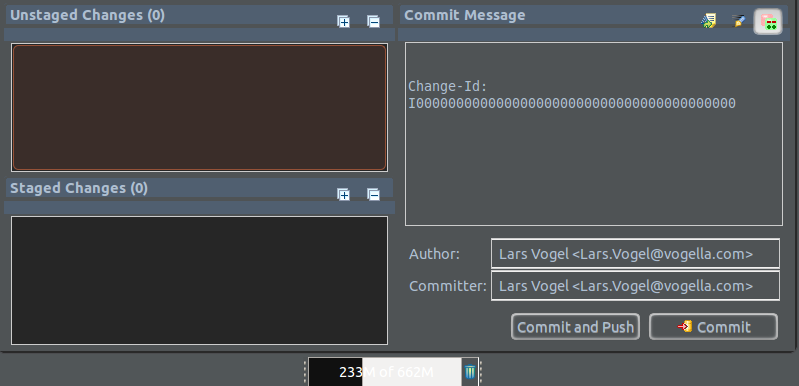 Unstaged Changes (0)
Commit Message
Change-Id:
I0000000000000000000000000000000000000000
Staged Changes (0)
Author:
Lars Vogel <Lars.Vogel@vogella.com>
Committer:
Lars Vogel <Lars.Vogel@vogella.com>
Commit and Push
Commit
233M of 662M